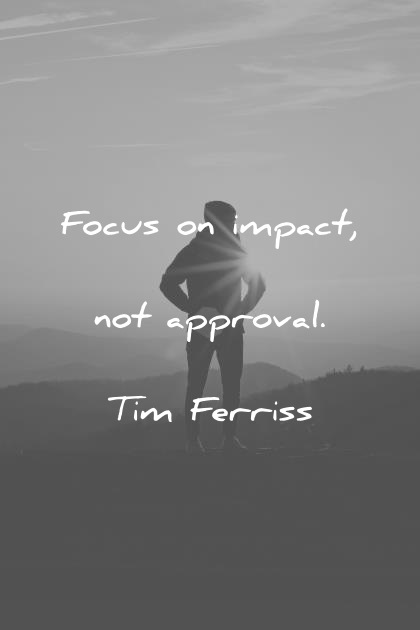 Focus on impact,
not approval.
Tim Ferriss